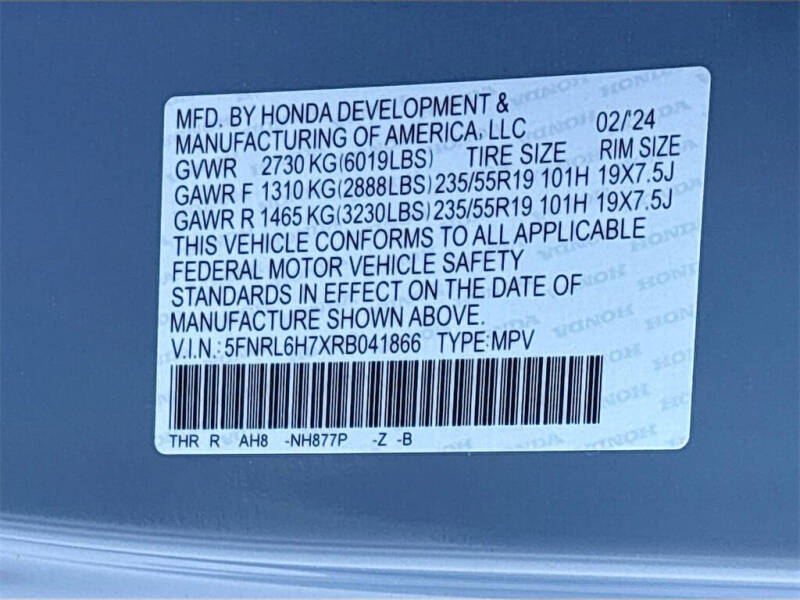 MFD. BY HONDA DEVELOPMENT &
MANUFACTURING OF AMERICA, LLC 02/'24
GVWR 2730 KG(6019LBS) TIRE SIZE RIM SIZE
GAWR F 1310 KG(2888LBS) 235/55R19 101H 19X7.5J
GAWR R 1465 KG(3230LBS) 235/55R19 101H 19X7.5J
THIS VEHICLE CONFORMS TO ALL APPLICABLE
FEDERAL MOTOR VEHICLE SAFETY
STANDARDS IN EFFECT ON THE DATE OF
MANUFACTURE SHOWN ABOVE.
V.I.N.: 5FNRL6H7XRB041866 TYPE:MPV
THR R AH8 -NH877P -Z -B